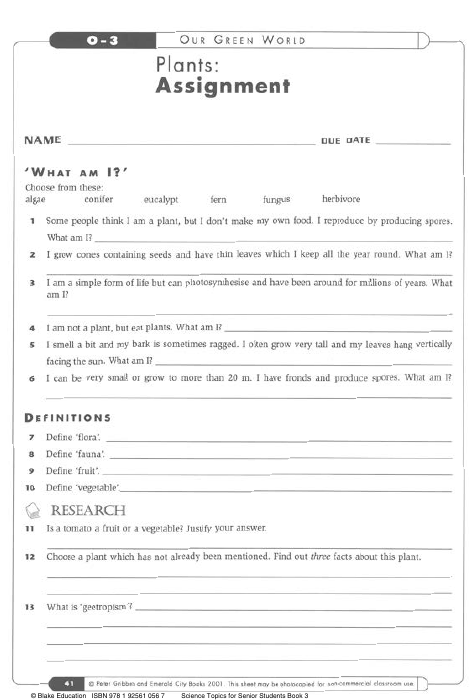 O–3 OUR GREEN WORLD
Plants:
Assignment
NAME DUE DATE
'WHAT AM I?'
Choose from these:
algae conifer eucalypt fern fungus herbivore
1 Some people think I am a plant, but I don't make my own food. I reproduce by producing spores.
What am I?
2 I grow cones containing seeds and have thin leaves which I keep all the year round. What am I?
3 I am a simple form of life but can photosynthesise and have been around for millions of years. What
am I?
4 I am not a plant, but eat plants. What am I?
5 I smell a bit and my bark is sometimes ragged. I often grow very tall and my leaves hang vertically
facing the sun. What am I?
6 I can be very small or grow to more than 20 m. I have fronds and produce spores. What am I?
DEFINITIONS
7 Define 'flora'.
8 Define 'fauna'.
9 Define 'fruit'.
10 Define 'vegetable'.
RESEARCH
11 Is a tomato a fruit or a vegetable? Justify your answer.
12 Choose a plant which has not already been mentioned. Find out three facts about this plant.
13 What is 'geotropism'?
41 © Peter Gribben and Emerald City Books 2001. This sheet may be photocopied for non-commercial classroom use.
© Blake Education ISBN 978 1 92561 056 7 Science Topics for Senior Students Book 3